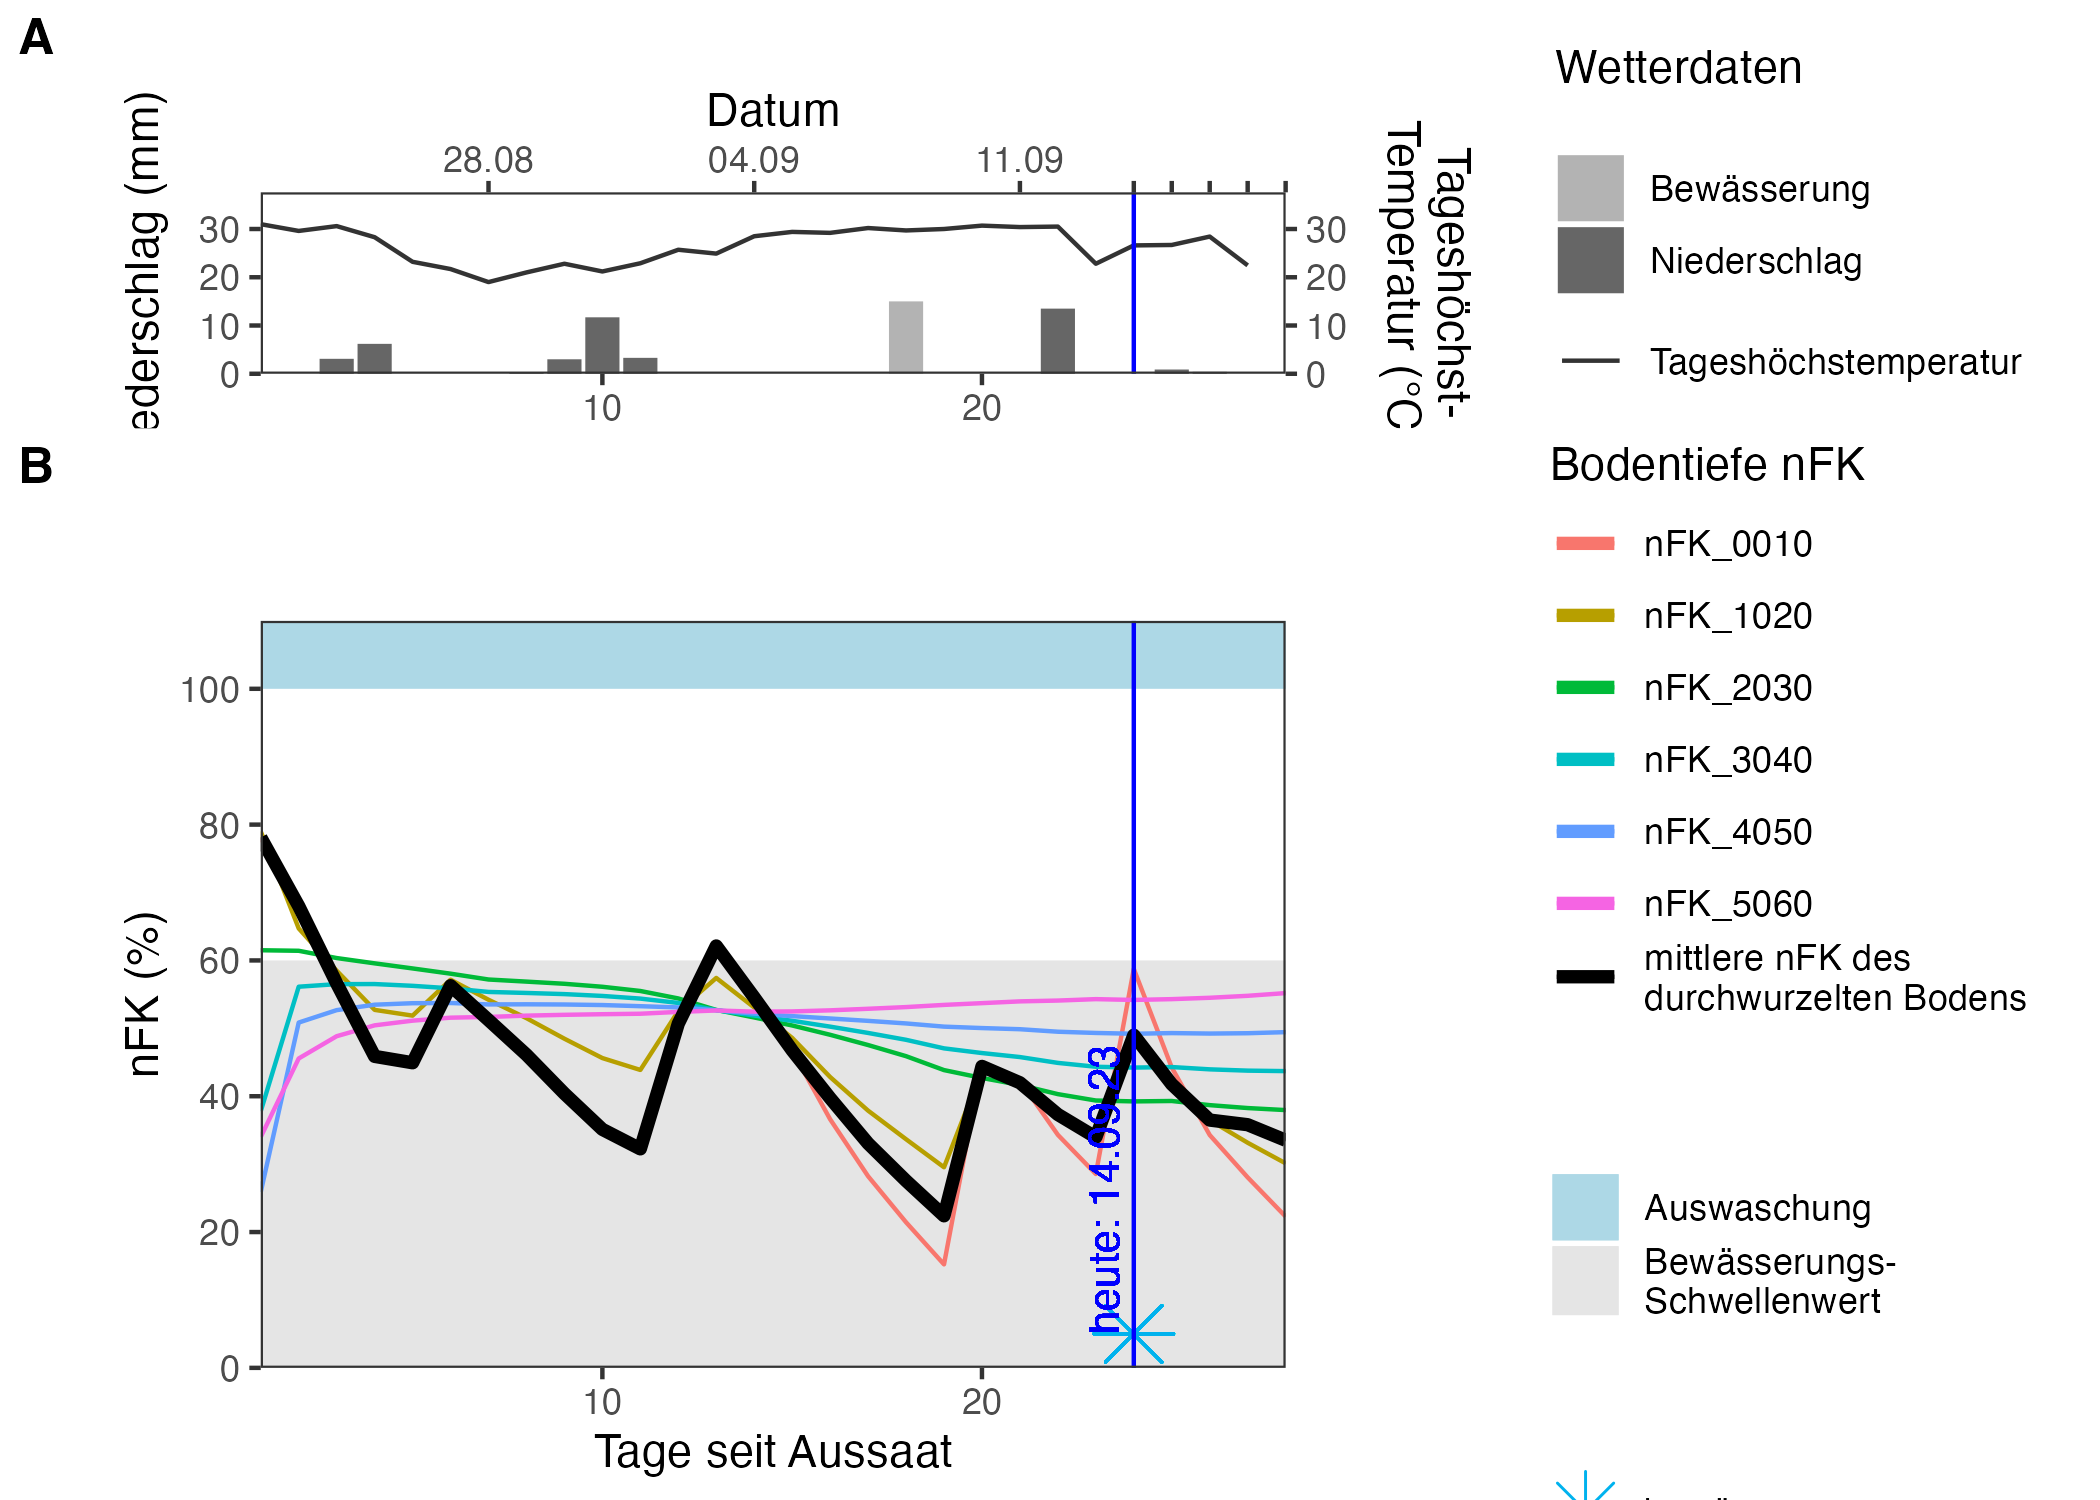 A
Datum
28.08 04.09 11.09
ederschlag (mm)
30
20
10
0
30
20
10
0
Tageshöchst-
Temperatur (°C
10 20
Wetterdaten
Bewässerung
Niederschlag
Tageshöchstemperatur
B
nFK (%)
100
80
60
40
20
0
heute: 14.09.23
10 20
Tage seit Aussaat
Bodentiefe nFK
nFK_0010
nFK_1020
nFK_2030
nFK_3040
nFK_4050
nFK_5060
mittlere nFK des
durchwurzelten Bodens
Auswaschung
Bewässerungs-
Schwellenwert